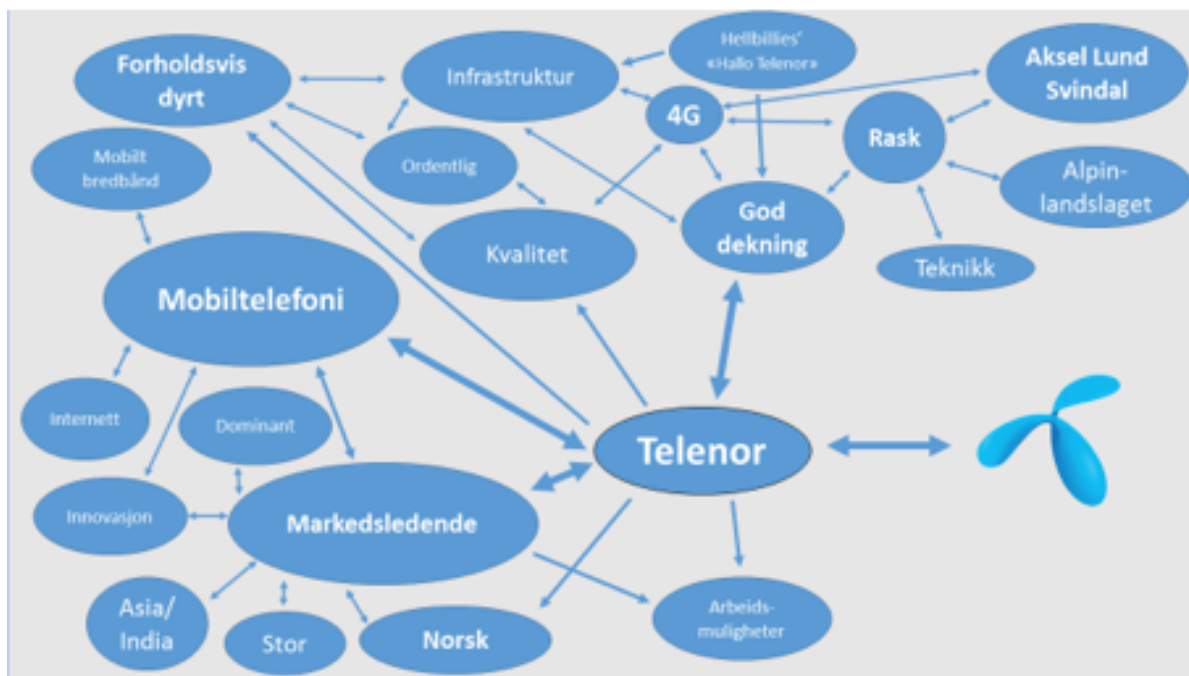 Hellbillies'
«Hallo Telenor»
Forholdsvis
dyrt
Infrastruktur
Aksel Lund
Svindal
4G
Rask
Mobilt
bredbånd
Ordentlig
Alpin-
landslaget
God
dekning
Kvalitet
Teknikk
Mobiltelefoni
Internett
Dominant
Telenor
Innovasjon
Markedsledende
Asia/
India
Stor
Norsk
Arbeids-
muligheter